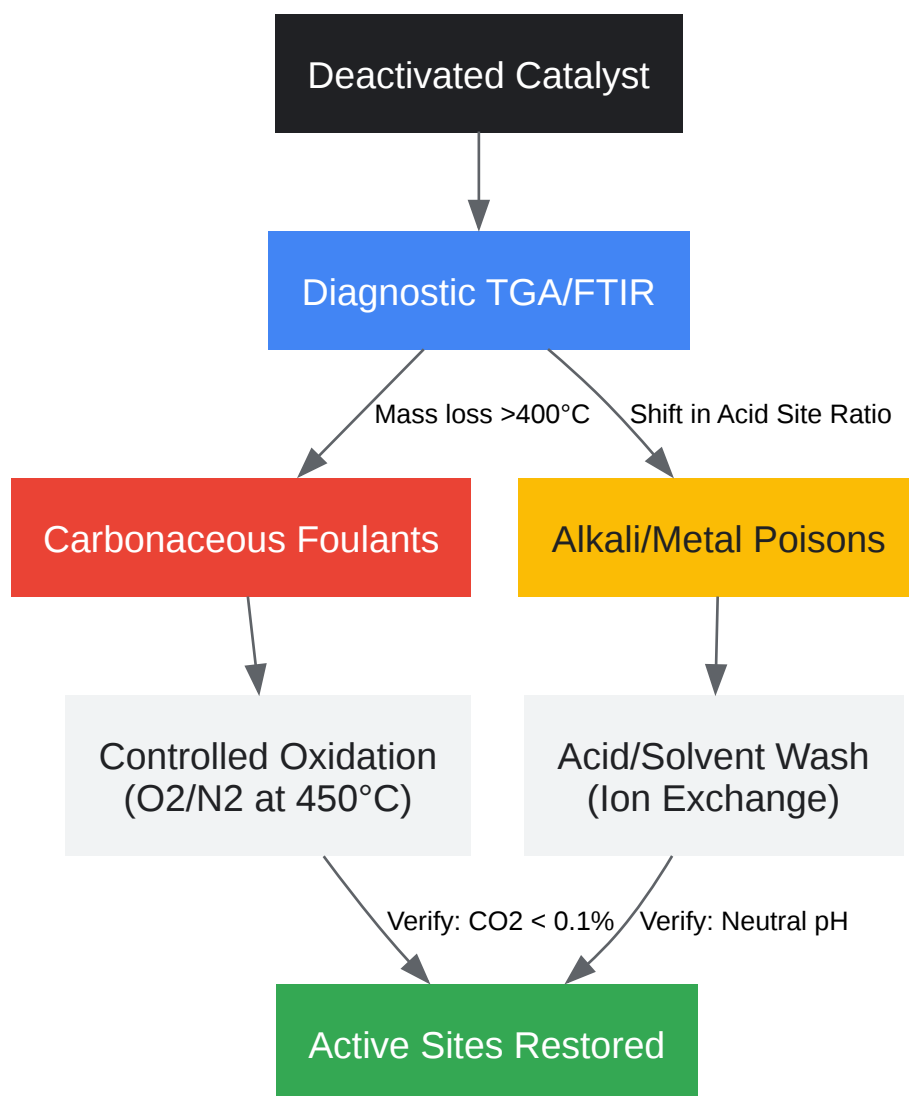 Deactivated Catalyst
Diagnostic TGA/FTIR
Mass loss >400°C
Shift in Acid Site Ratio
Carbonaceous Foulants
Alkali/Metal Poisons
Controlled Oxidation
(O2/N2 at 450°C)
Acid/Solvent Wash
(Ion Exchange)
Verify: CO2 < 0.1%
Verify: Neutral pH
Active Sites Restored